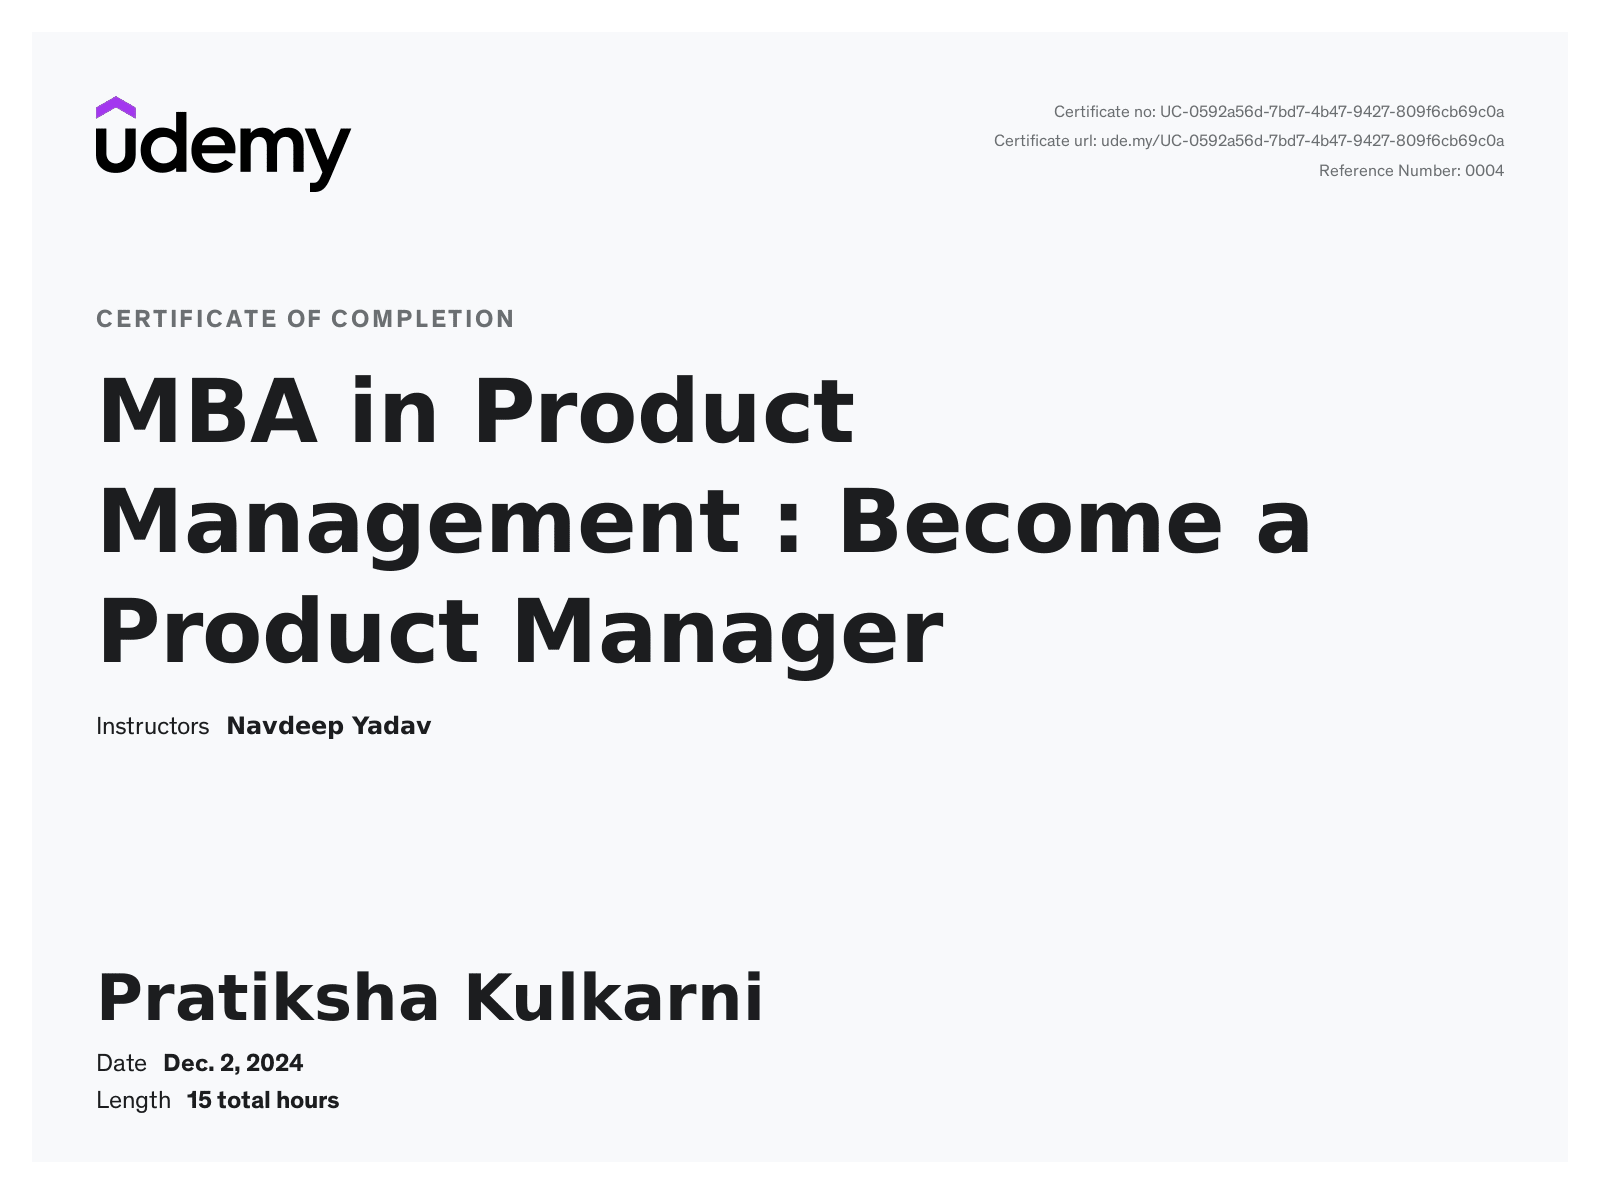 udemy
Certificate no: UC-0592a56d-7bd7-4b47-9427-809f6cb69c0a
Certificate url: ude.my/UC-0592a56d-7bd7-4b47-9427-809f6cb69c0a
Reference Number: 0004
CERTIFICATE OF COMPLETION
MBA in Product
Management : Become a
Product Manager
Instructors Navdeep Yadav
Pratiksha Kulkarni
Date Dec. 2, 2024
Length 15 total hours